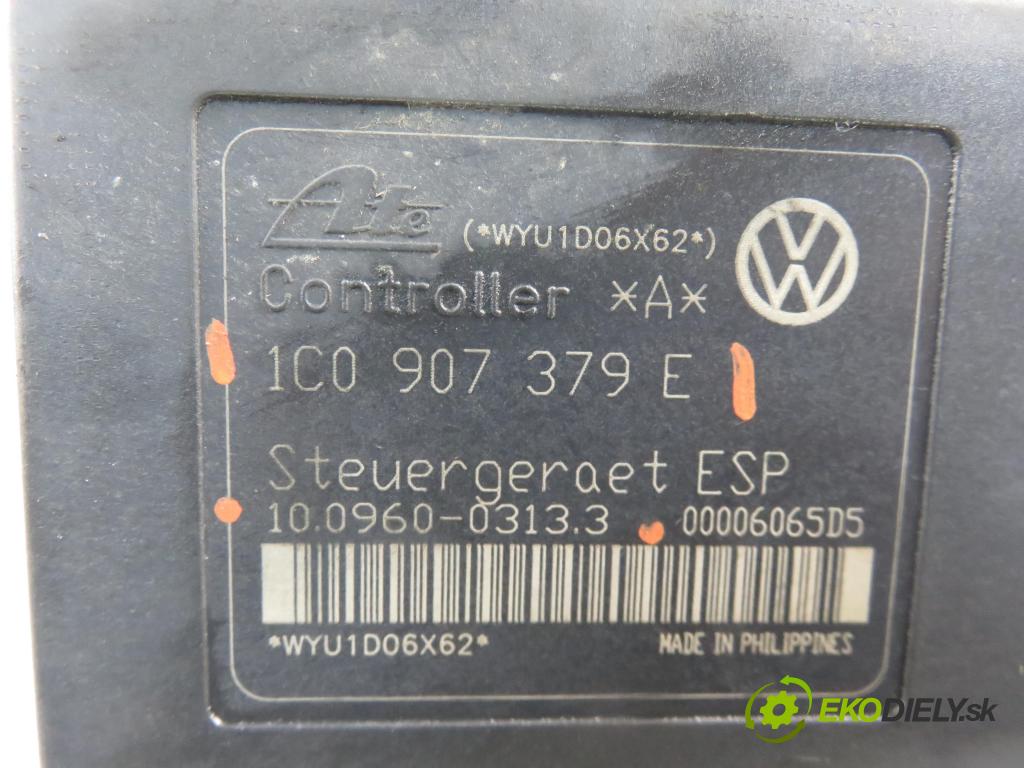 Ate (*WYU1D06X62*)
Controller *A*
1C0 907 379 E
Steuergeraet ESP
10.0960-0313.3 00006065D5
*WYU1D06X62* MADE IN PHILIPPINES
EKODIELY.sk